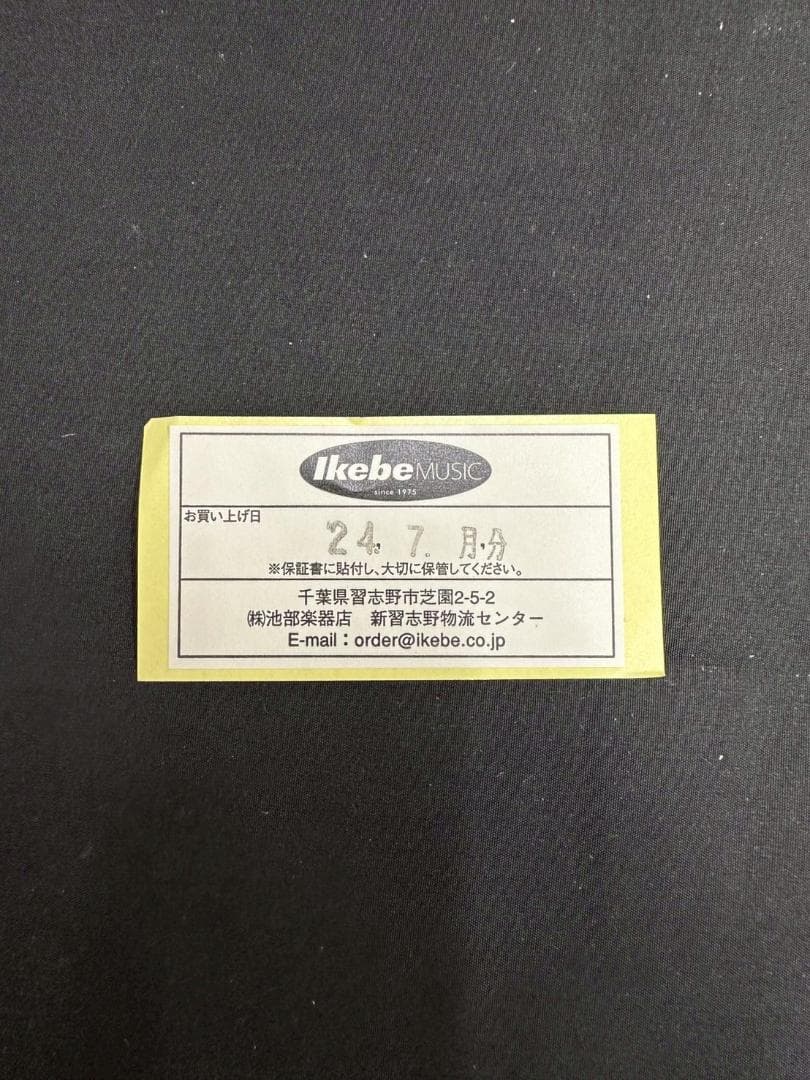 Ikebe MUSIC
since 1975
お買い上げ日
'24. 7. 月.分
※保証書に貼付し、大切に保管してください。
千葉県習志野市芝園2-5-2
㈱池部楽器店 新習志野物流センター
E-mail：order@ikebe.co.jp